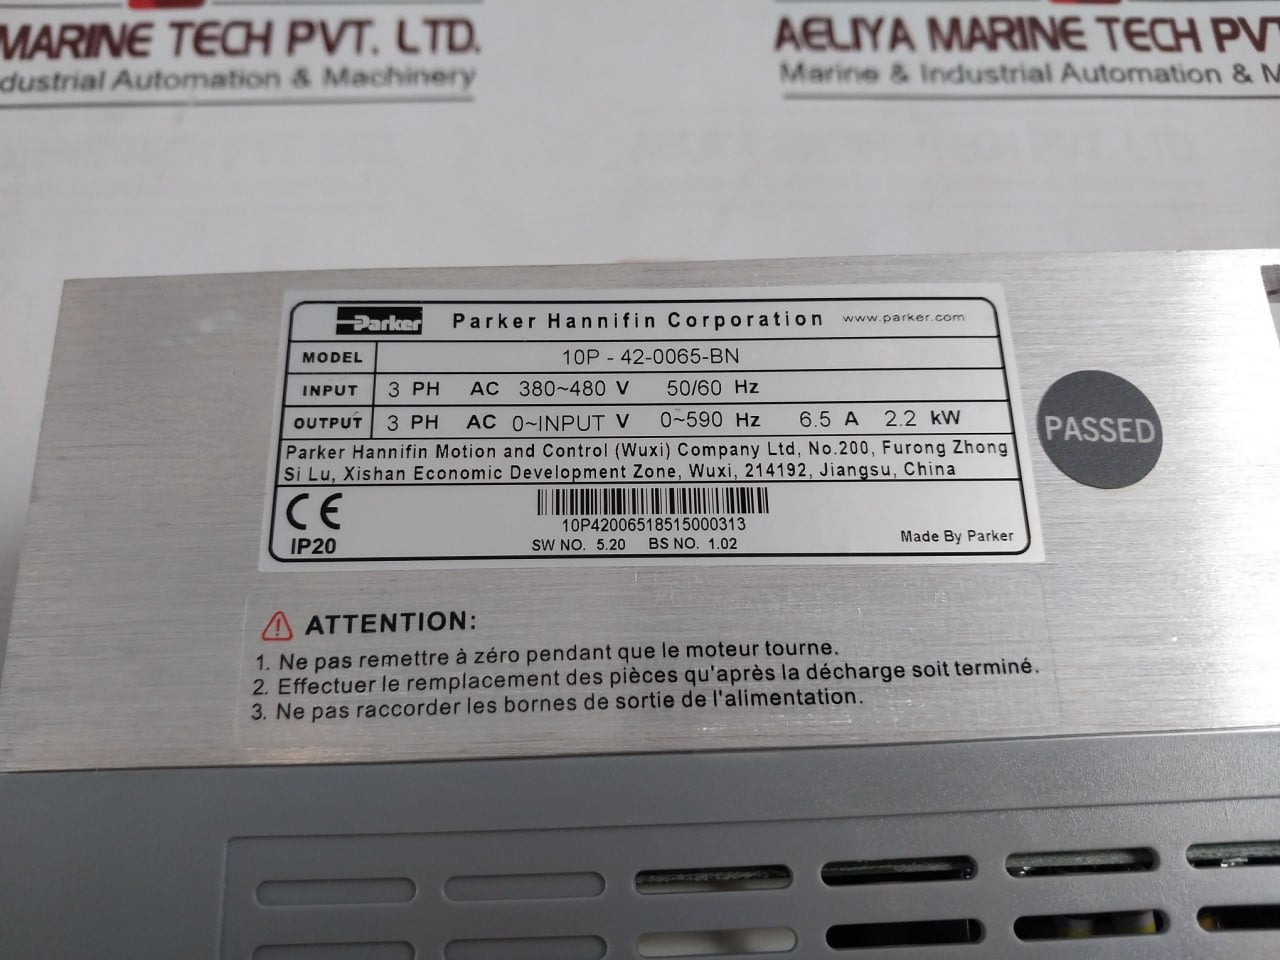 MARINE TECH PVT. LTD.
dustrial Automation & Machinery
AELIYA MARINE TECH PVT
Marine & Industrial Automation & M
Parker Parker Hannifin Corporation www.parker.com
MODEL 10P - 42-0065-BN
INPUT 3 PH AC 380~480 V 50/60 Hz
OUTPUT 3 PH AC 0~INPUT V 0~590 Hz 6.5 A 2.2 kW
Parker Hannifin Motion and Control (Wuxi) Company Ltd, No.200, Furong Zhong
Si Lu, Xishan Economic Development Zone, Wuxi, 214192, Jiangsu, China
CE
IP20
10P42006518515000313
SW NO. 5.20 BS NO. 1.02
Made By Parker
PASSED
ATTENTION:
1. Ne pas remettre à zéro pendant que le moteur tourne.
2. Effectuer le remplacement des pièces qu'après la décharge soit terminé.
3. Ne pas raccorder les bornes de sortie de l'alimentation.